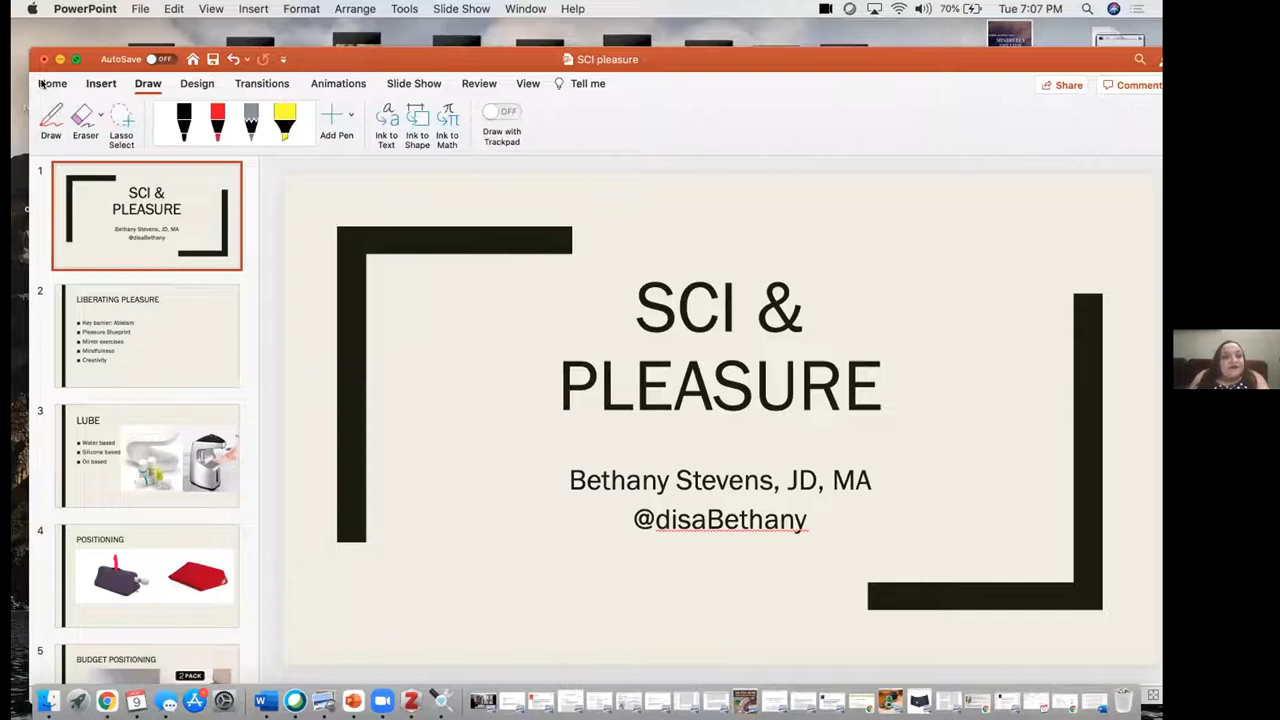 PowerPoint File Edit View Insert Format Arrange Tools Slide Show Window Help 70% Tue 7:07 PM
AutoSave OFF SCI pleasure
Home Insert Draw Design Transitions Animations Slide Show Review View Tell me Share Comment
Draw Eraser Lasso Select Add Pen Ink to Text Ink to Shape Ink to Math OFF Draw with Trackpad
1
SCI &
PLEASURE
Bethany Stevens, JD, MA
@disaBethany
2
LIBERATING PLEASURE
■ Key barrier: Ableism
■ Pleasure Blueprint
■ Mirror exercises
■ Mindfulness
■ Creativity
3
LUBE
■ Water based
■ Silicone based
■ Oil based
4
POSITIONING
5
BUDGET POSITIONING
2 PACK
SCI &
PLEASURE
Bethany Stevens, JD, MA
@disaBethany